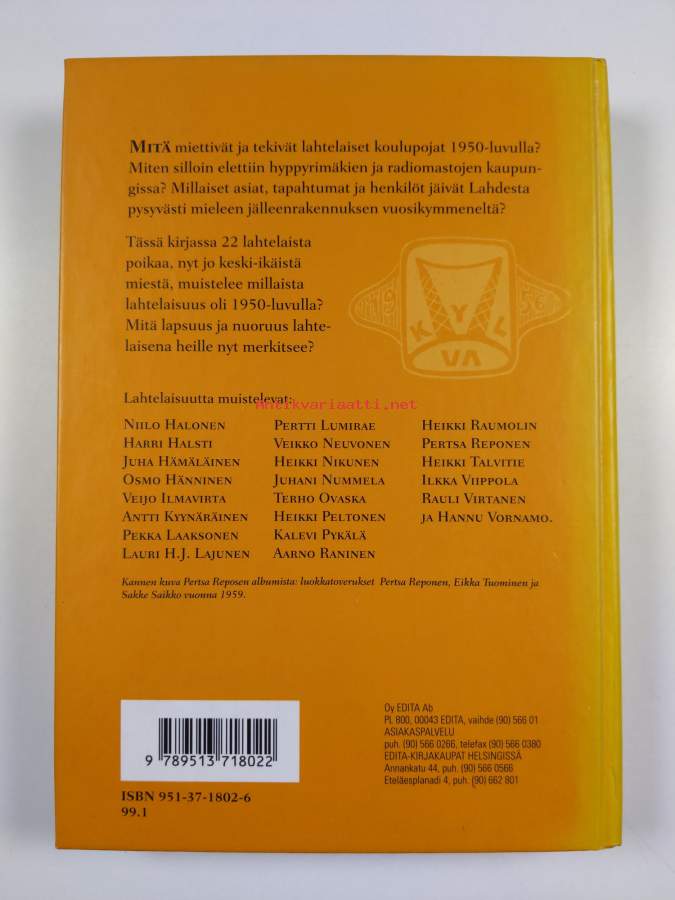 MITÄ miettivät ja tekivät lahtelaiset koulupojat 1950-luvulla?
Miten silloin elettiin hyppyrimäkien ja radiomastojen kaupun-
gissa? Millaiset asiat, tapahtumat ja henkilöt jäivät Lahdesta
pysyvästi mieleen jälleenrakennuksen vuosikymmeneltä?
Tässä kirjassa 22 lahtelaista
poikaa, nyt jo keski-ikäistä
miestä, muistelee millaista
lahtelaisuus oli 1950-luvulla?
Mitä lapsuus ja nuoruus lahte-
laisena heille nyt merkitsee?
19 56
KYL
VA
Lahtelaisuutta muistelevat:
Antikvariaatti.net
NIILO HALONEN
HARRI HALSTI
JUHA HÄMÄLÄINEN
OSMO HÄNNINEN
VEIJO ILMAVIRTA
ANTTI KYYNÄRÄINEN
PEKKA LAAKSONEN
LAURI H.J. LAJUNEN
PERTTI LUMIRAE
VEIKKO NEUVONEN
HEIKKI NIKUNEN
JUHANI NUMMELA
TERHO OVASKA
HEIKKI PELTONEN
KALEVI PYKÄLÄ
AARNO RANINEN
HEIKKI RAUMOLIN
PERTSA REPONEN
HEIKKI TALVITIE
ILKKA VIIPPOLA
RAULI VIRTANEN
JA HANNU VORNAMO.
Kannen kuva Pertsa Reposen albumista: luokkatoverukset Pertsa Reponen, Eikka Tuominen ja
Sakke Saikko vuonna 1959.
9 789513 718022
ISBN 951-37-1802-6
99.1
Oy EDITA Ab
Pl. 800, 00043 EDITA, vaihde (90) 566 01
ASIAKASPALVELU
puh. (90) 566 0266, telefax (90) 566 0380
EDITA-KIRJAKAUPAT HELSINGISSÄ
Annankatu 44, puh. (90) 566 0566
Eteläesplanadi 4, puh. (90) 662 801